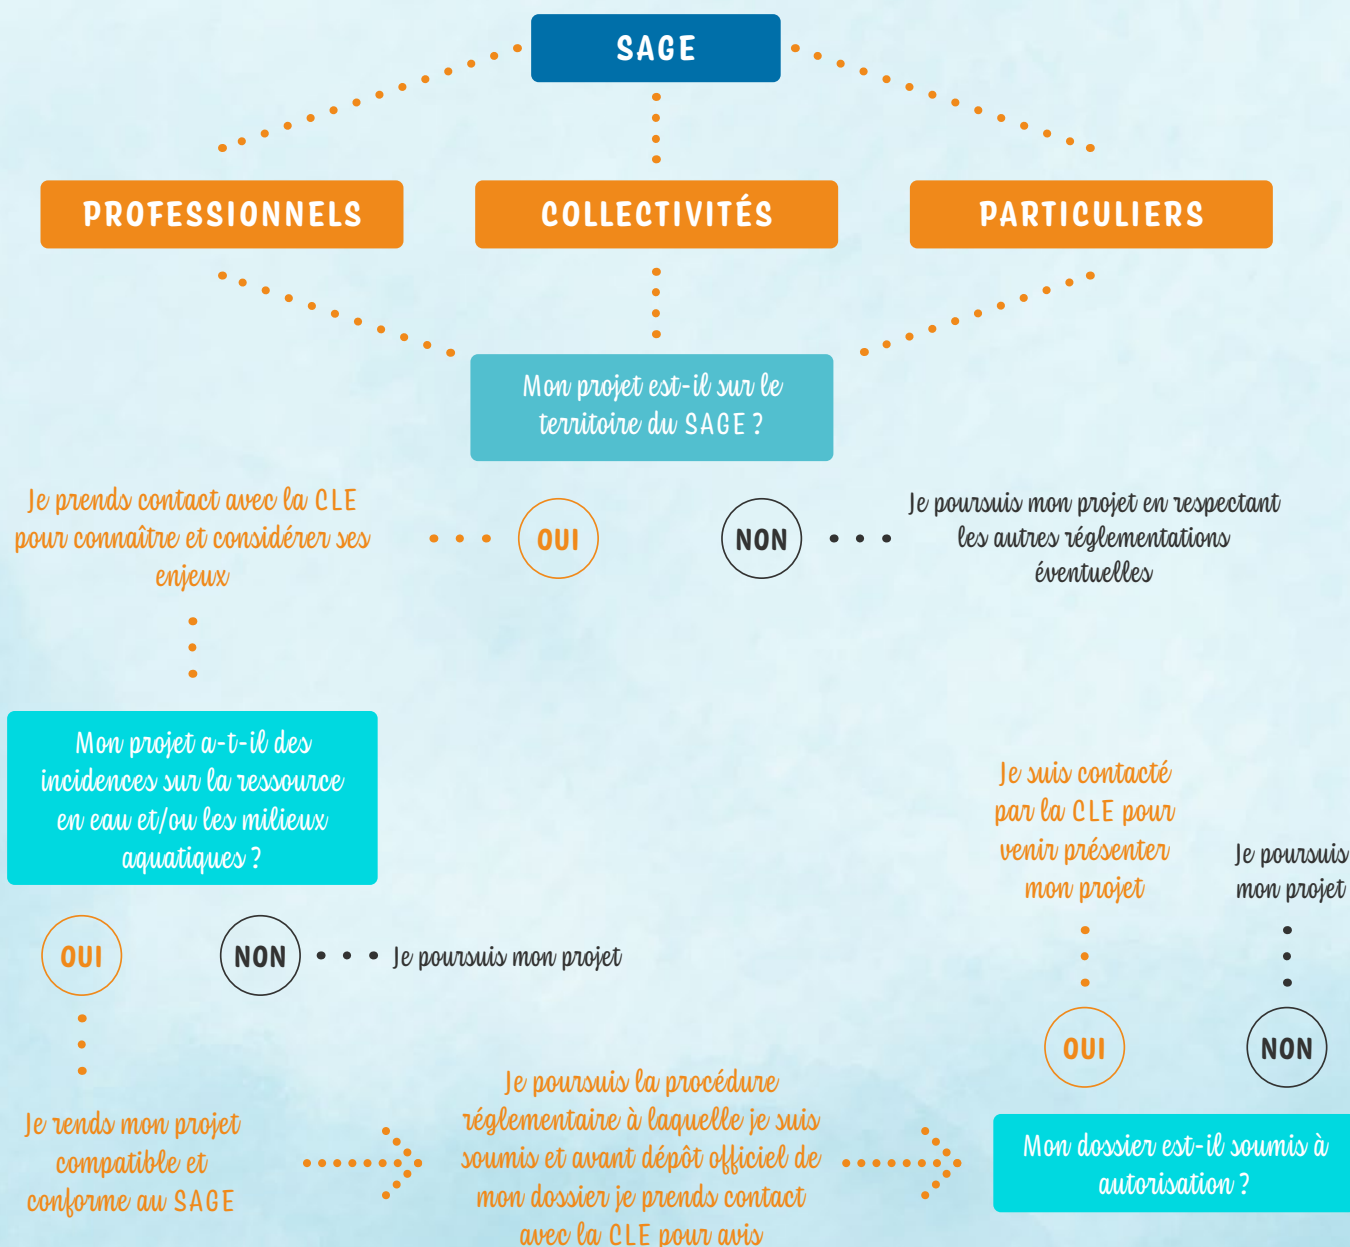 SAGE
PROFESSIONNELS
COLLECTIVITÉS
PARTICULIERS
Mon projet est-il sur le
territoire du SAGE ?
Je prends contact avec la CLE
pour connaître et considérer ses
enjeux
OUI
NON
Je poursuis mon projet en respectant
les autres réglementations
éventuelles
Mon projet a-t-il des
incidences sur la ressource
en eau et/ou les milieux
aquatiques ?
OUI
NON
Je poursuis mon projet
Je rends mon projet
compatible et
conforme au SAGE
Je poursuis la procédure
réglementaire à laquelle je suis
soumis et avant dépôt officiel de
mon dossier je prends contact
avec la CLE pour avis
Je suis contacté
par la CLE pour
venir présenter
mon projet
Je poursuis
mon projet
OUI
NON
Mon dossier est-il soumis à
autorisation ?